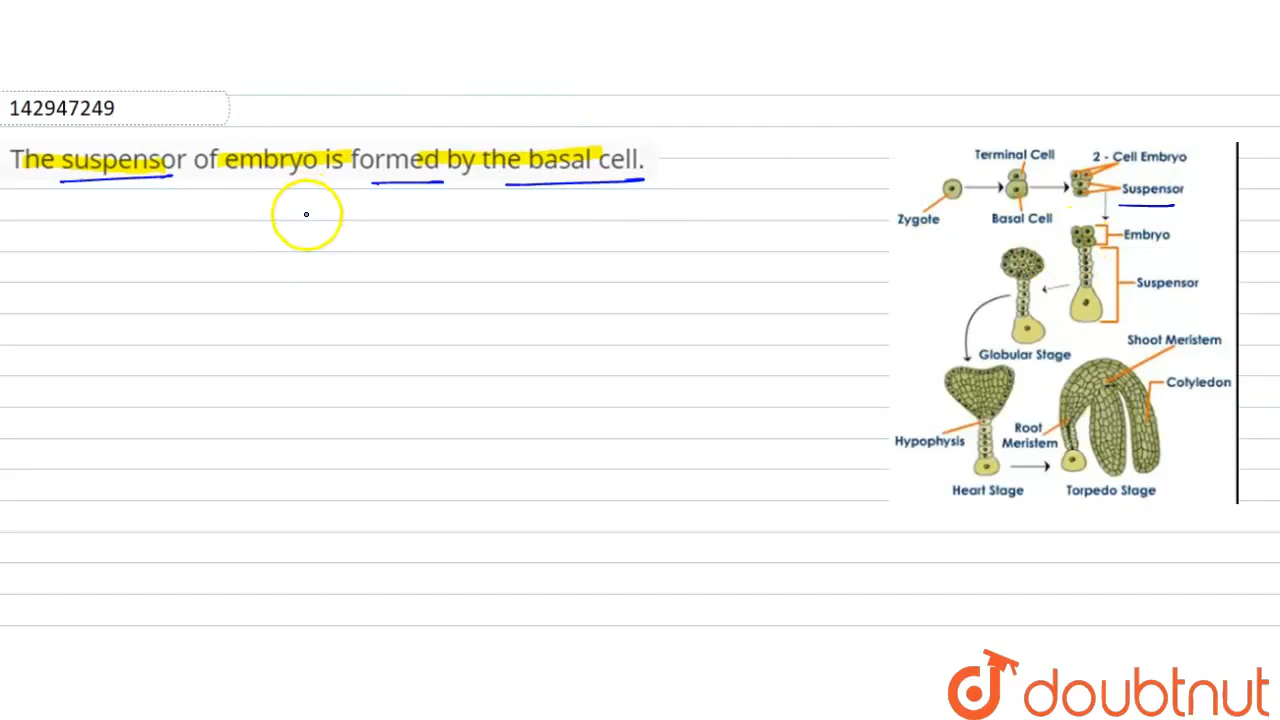 142947249
The suspensor of embryo is formed by the basal cell.
Terminal Cell
2 - Cell Embryo
Suspensor
Zygote
Basal Cell
Embryo
Suspensor
Globular Stage
Shoot Meristem
Cotyledon
Hypophysis
Root
Meristem
Heart Stage
Torpedo Stage
doubtnut